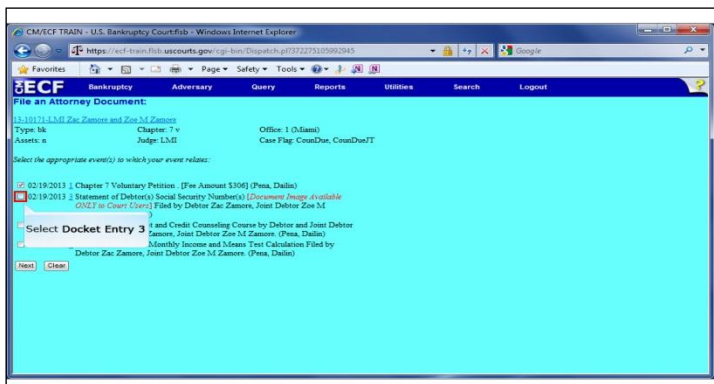 CM/ECF TRAIN - U.S. Bankruptcy Court:flsb - Windows Internet Explorer
https://ecf-train.flsb.uscourts.gov/cgi-bin/Dispatch.pl?372275105992945
Google
Favorites Page Safety Tools
ECF Bankruptcy Adversary Query Reports Utilities Search Logout ?
File an Attorney Document:
13-10171-LMI Zac Zamore and Zoe M Zamore
Type: bk Chapter: 7 v Office: 1 (Miami)
Assets: n Judge: LMI Case Flag: CounDue, CounDueJT
Select the appropriate event(s) to which your event relates:
02/19/2013 1 Chapter 7 Voluntary Petition . [Fee Amount $306] (Pena, Dailin)
02/19/2013 Statement of Debtor(s) Social Security Number(s) [Document Image Available
ONLY to Court Users] Filed by Debtor Zac Zamore, Joint Debtor Zoe M
)
Select Docket Entry 3
t and Credit Counseling Course by Debtor and Joint Debtor
Zamore, Joint Debtor Zoe M Zamore. (Pena, Dailin)
Monthly Income and Means Test Calculation Filed by
Debtor Zac Zamore, Joint Debtor Zoe M Zamore. (Pena, Dailin)
Next Clear